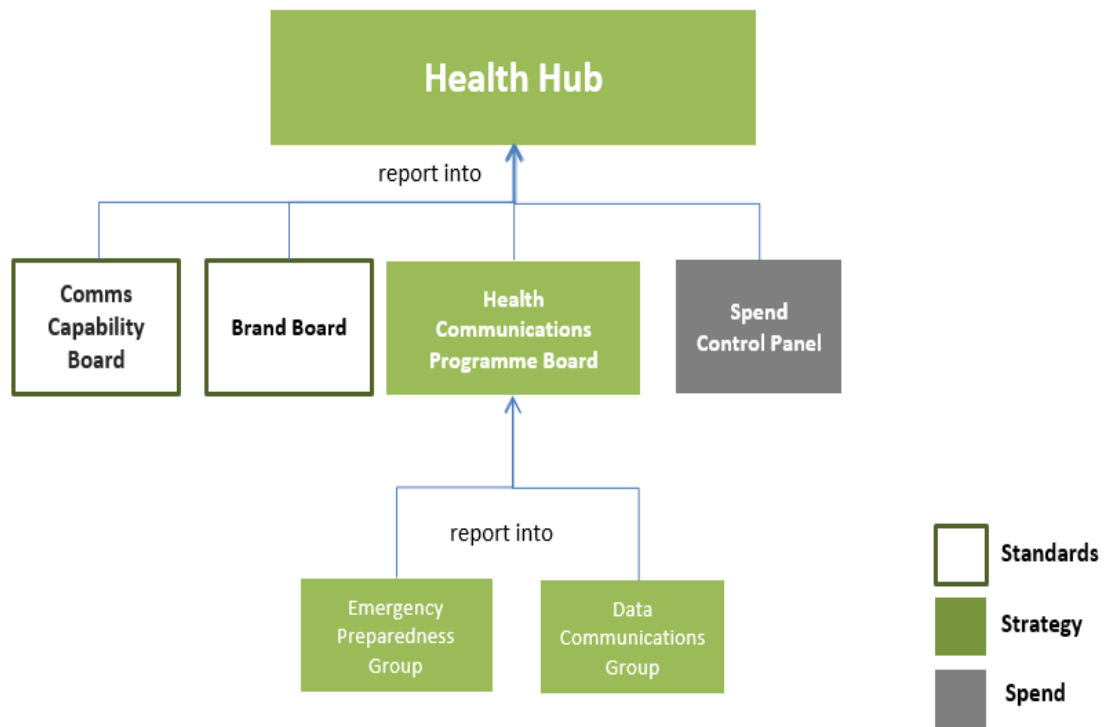 Health Hub
report into
Comms
Capability
Board
Brand Board
Health
Communications
Programme Board
Spend
Control Panel
report into
Emergency
Preparedness
Group
Data
Communications
Group
Standards
Strategy
Spend